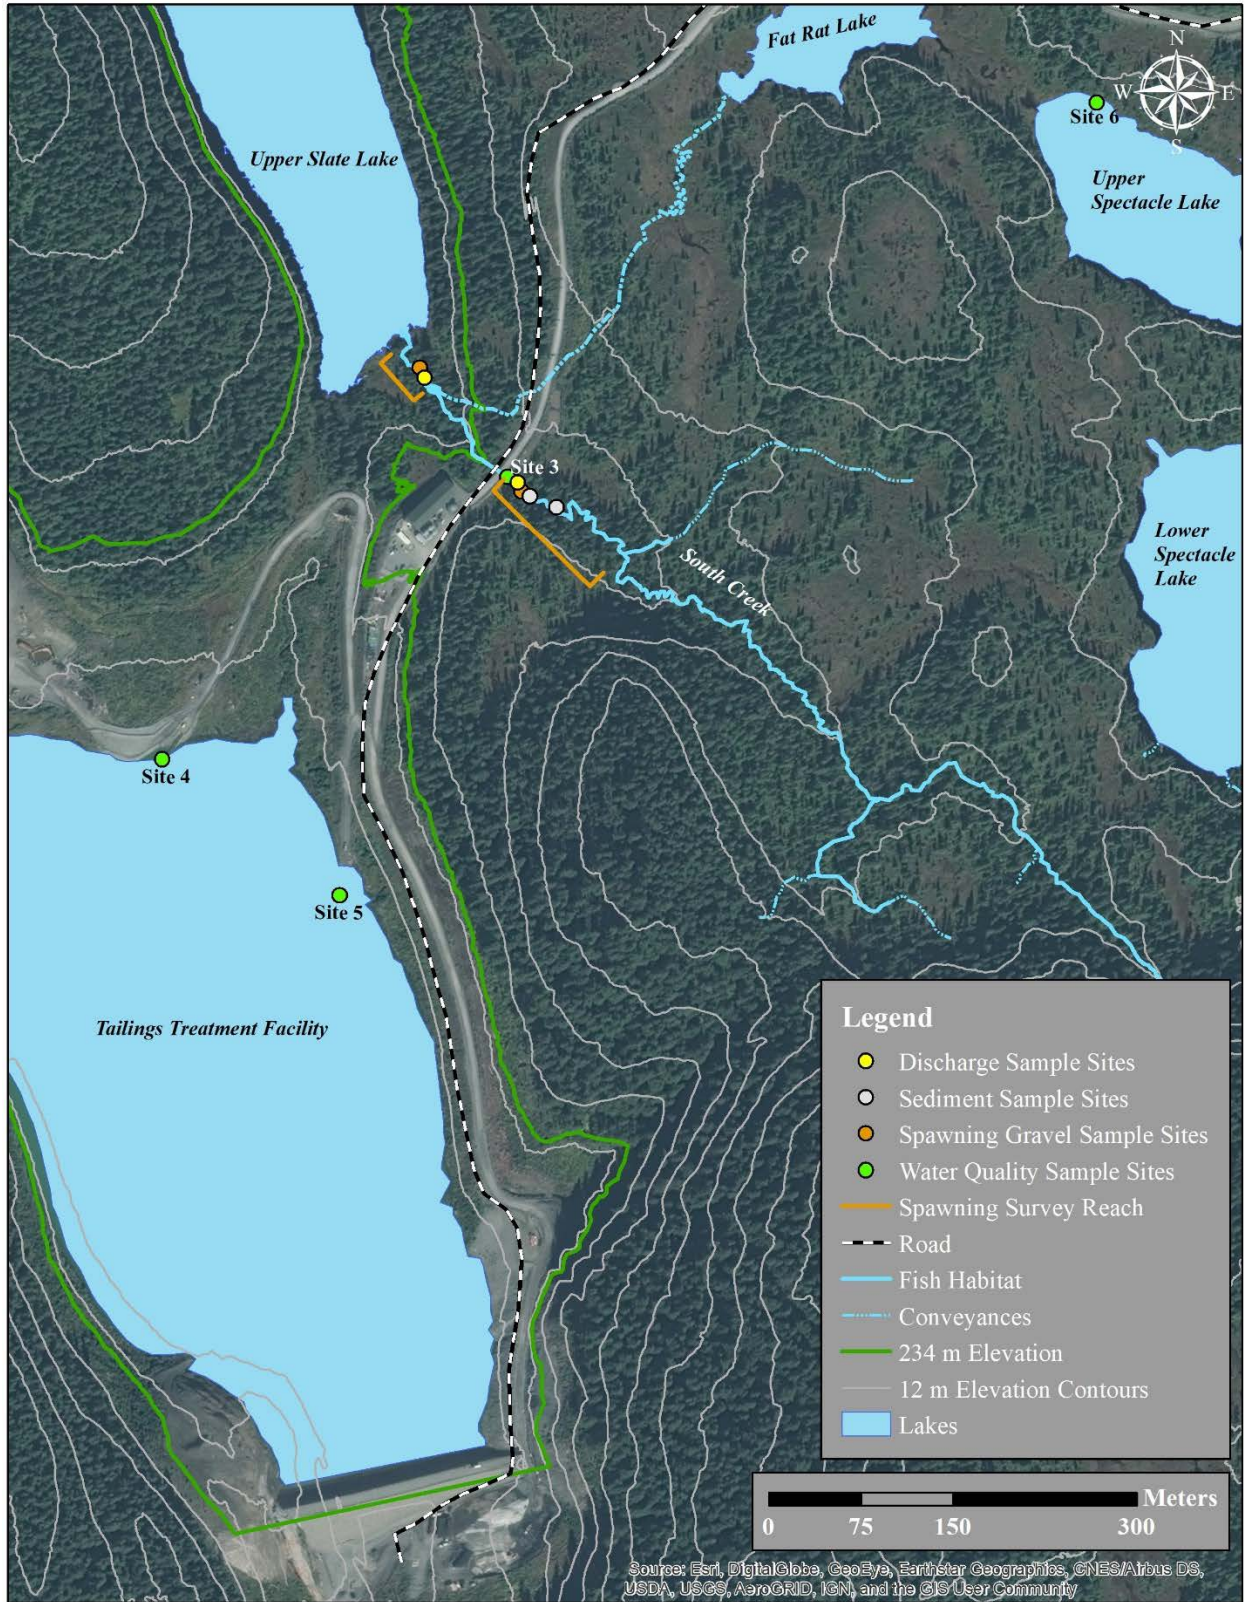 Fat Rat Lake
N
W
E
S
Site 6
Upper Slate Lake
Upper
Spectacle Lake
Site 3
South Creek
Lower
Spectacle
Lake
Site 4
Site 5
Tailings Treatment Facility
Legend
Discharge Sample Sites
Sediment Sample Sites
Spawning Gravel Sample Sites
Water Quality Sample Sites
Spawning Survey Reach
Road
Fish Habitat
Conveyances
234 m Elevation
12 m Elevation Contours
Lakes
Meters
0 75 150 300
Source: Esri, DigitalGlobe, GeoEye, Earthstar Geographics, CNES/Airbus DS,
USDA, USGS, AeroGRID, IGN, and the GIS User Community